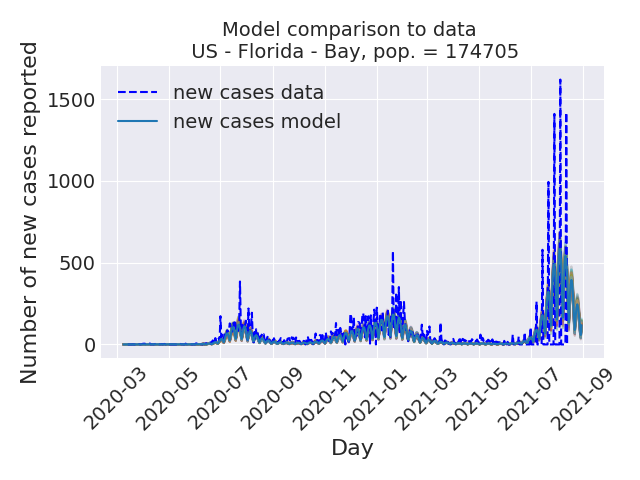 Model comparison to data
US - Florida - Bay, pop. = 174705
Number of new cases reported
1500
1000
500
0
new cases data
new cases model
2020-03
2020-05
2020-07
2020-09
2020-11
2021-01
2021-03
2021-05
2021-07
2021-09
Day